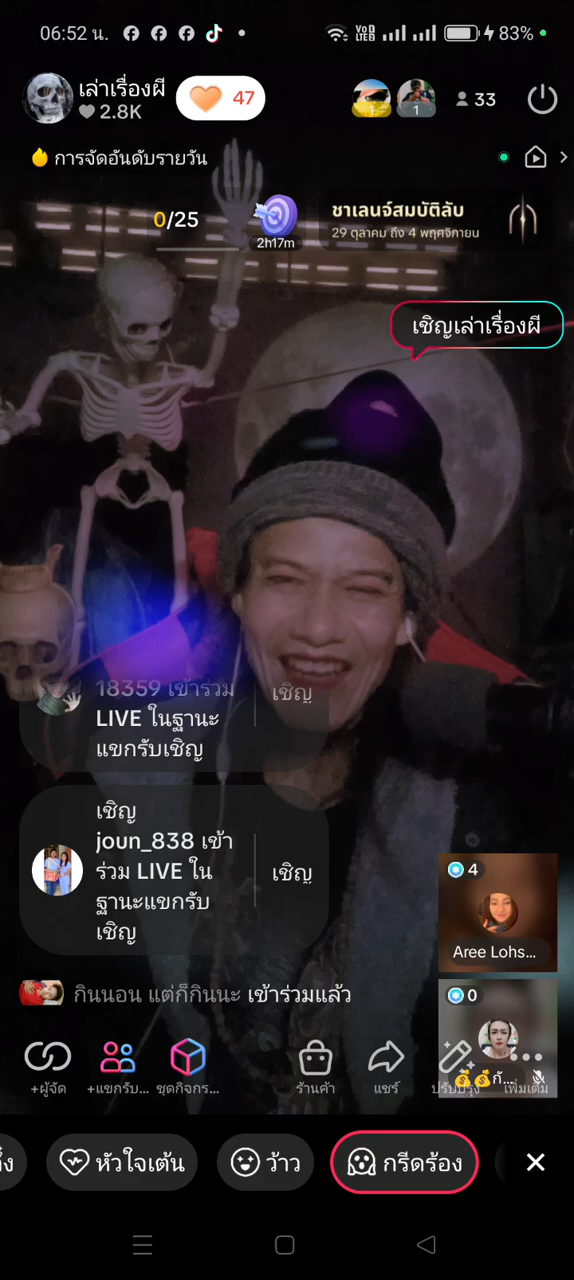 06:52 น.
VoD LTE 83%
เล่าเรื่องผี
2.8K
47
1
1
33
การจัดอันดับรายวัน
0/25
2h17m
ชาเลนจ์สมบัติลับ
29 ตุลาคม ถึง 4 พฤศจิกายน
เชิญเล่าเรื่องผี
18359 เข้าร่วม
LIVE ในฐานะ
แขกรับเชิญ
เชิญ
เชิญ
joun_838 เข้า
ร่วม LIVE ใน
ฐานะแขกรับ
เชิญ
เชิญ
4
Aree Lohs...
0
กินนอน แต่ก็กินนะ เข้าร่วมแล้ว
+ผู้จัด
+แขกรับ...
ชุดกิจกร...
ร้านค้า
แชร์
ปรับปรุง
เพิ่มเติม
หัวใจเต้น
ว้าว
กรีดร้อง